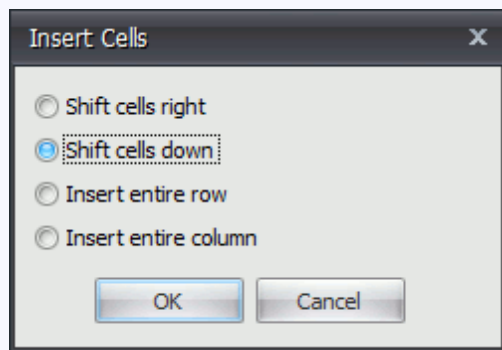 Insert Cells
Shift cells right
Shift cells down
Insert entire row
Insert entire column
OK Cancel